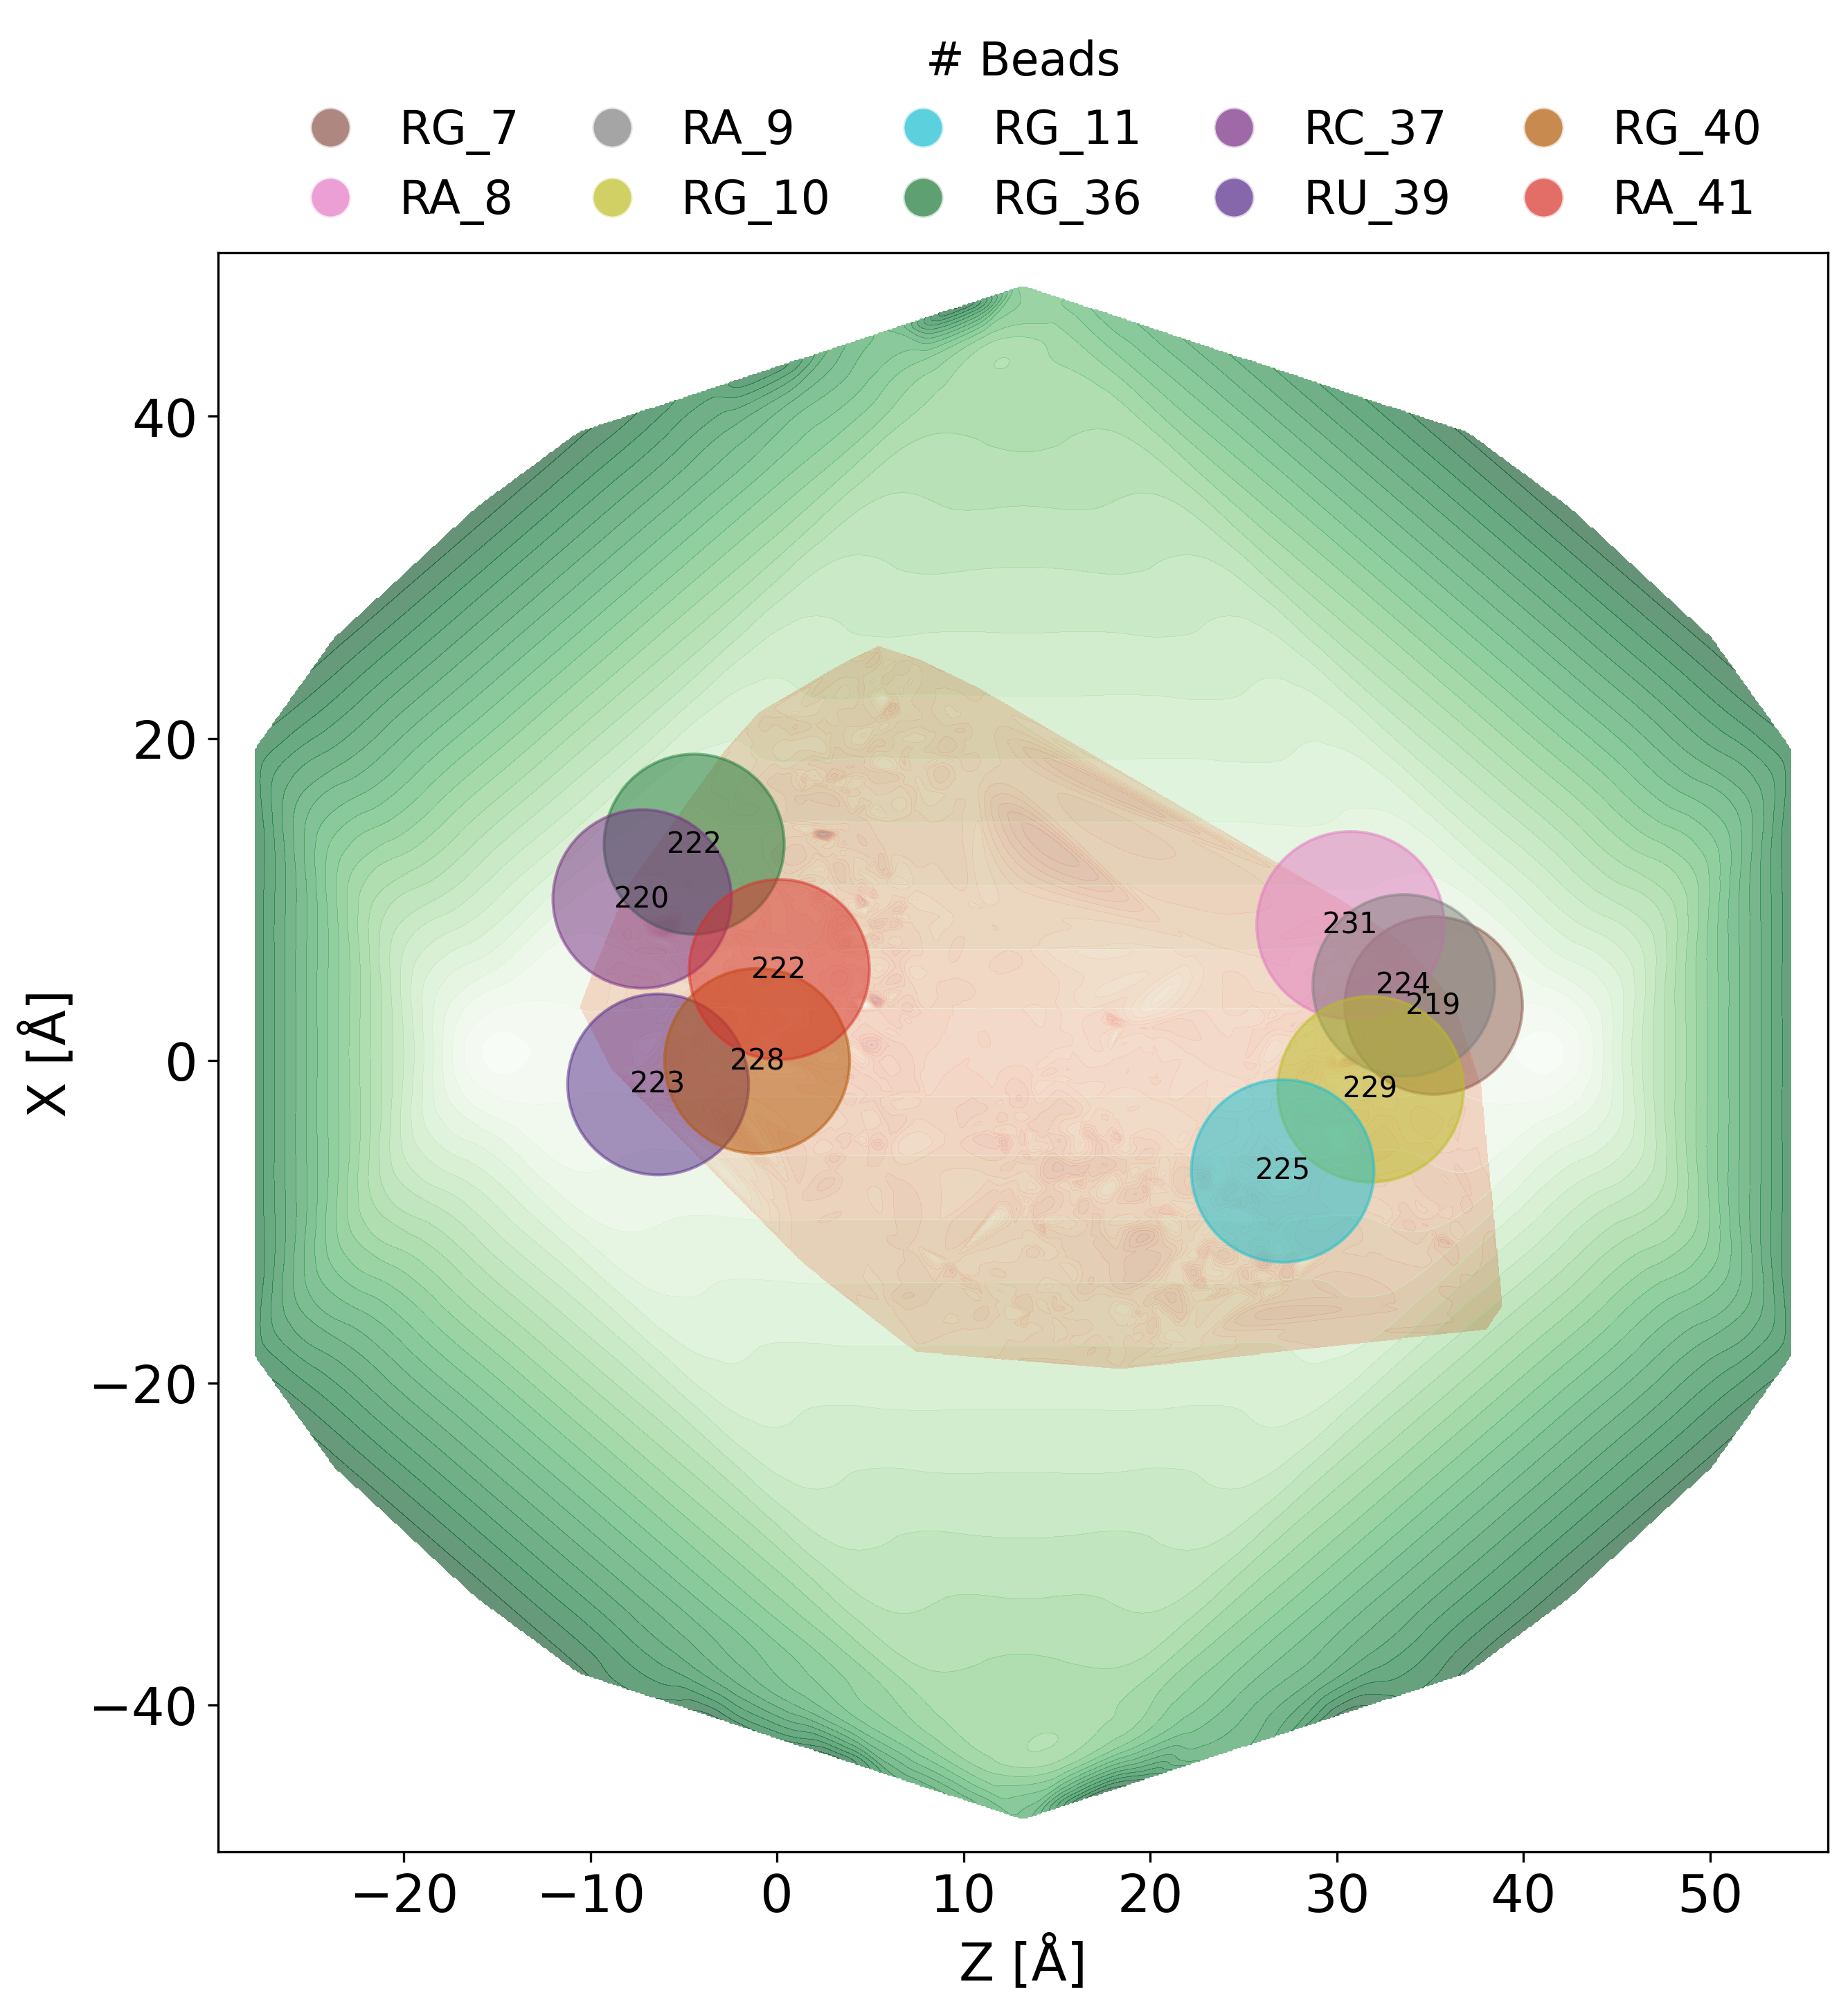 # Beads
RG_7 RA_9 RG_11 RC_37 RG_40
RA_8 RG_10 RG_36 RU_39 RA_41
40
20
0
−20
−40
X [Å]
222
220
222
228
223
231
224
219
229
225
−20 −10 0 10 20 30 40 50
Z [Å]